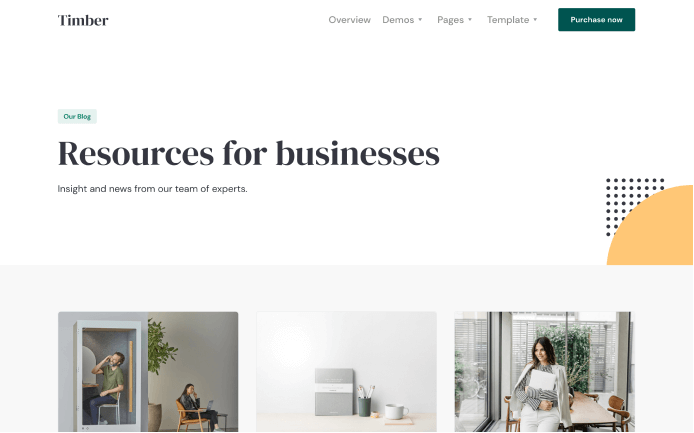 Timber
Overview Demos Pages Template Purchase now
Our Blog
Resources for businesses
Insight and news from our team of experts.